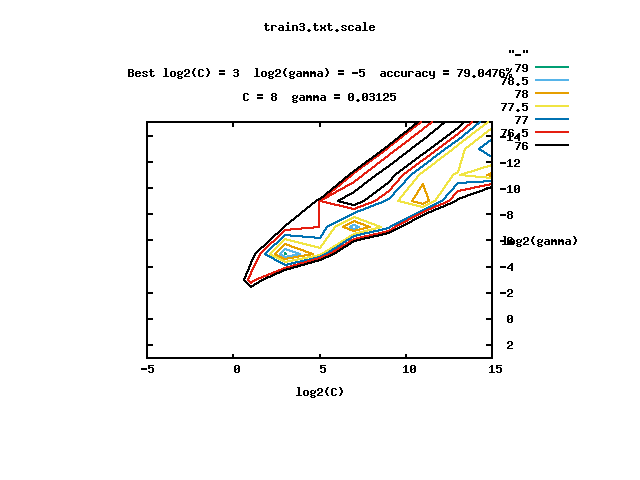 train3.txt.scale
"-"
Best log2(C) = 3  log2(gamma) = -5  accuracy = 79.0476%
79
78.5
C = 8  gamma = 0.03125
78
77.5
77
76.5
76
-14
-12
-10
-8
-6
log2(gamma)
-4
-2
0
2
-5 0 5 10 15
log2(C)